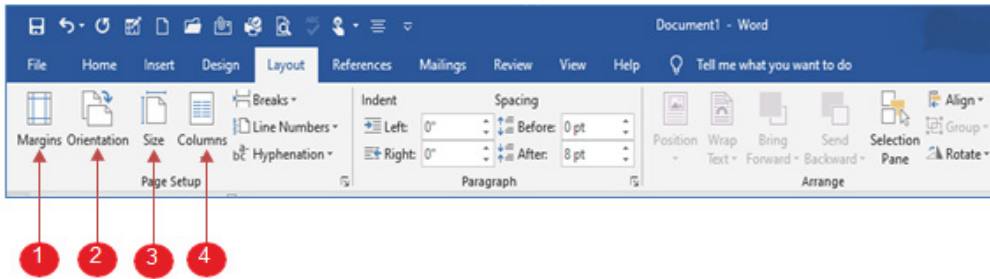 Document1 - Word
File Home Insert Design Layout References Mailings Review View Help Tell me what you want to do
Breaks Indent Spacing Align
Line Numbers Left: 0" Before: 0 pt Group
Margins Orientation Size Columns Position Wrap Text Bring Forward Send Backward Selection Pane
Hyphenation Right: 0" After: 8 pt Rotate
Page Setup Paragraph Arrange
1 2 3 4